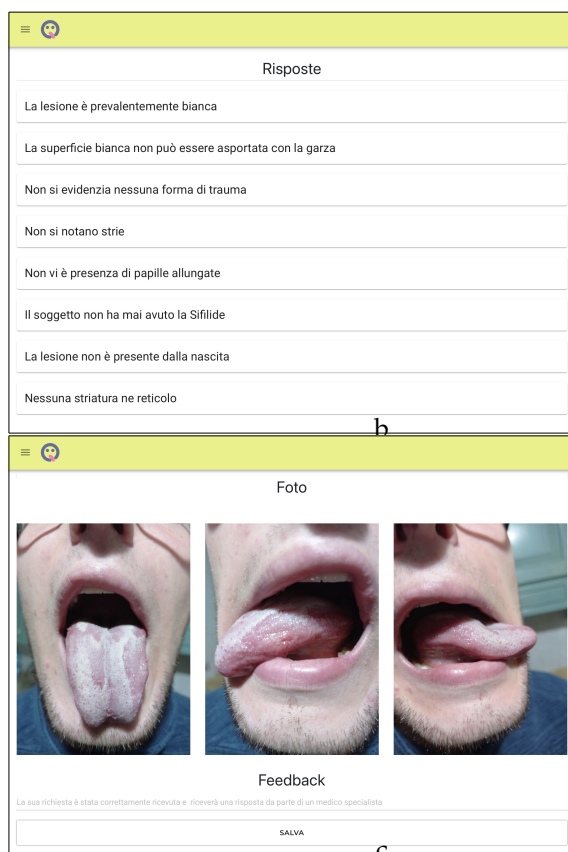 Risposte
La lesione è prevalentemente bianca
La superficie bianca non può essere asportata con la garza
Non si evidenzia nessuna forma di trauma
Non si notano strie
Non vi è presenza di papille allungate
Il soggetto non ha mai avuto la Sifilide
La lesione non è presente dalla nascita
Nessuna striatura ne reticolo
b
Foto
Feedback
La sua richiesta è stata correttamente ricevuta e riceverà una risposta da parte di un medico specialista
SALVA
c